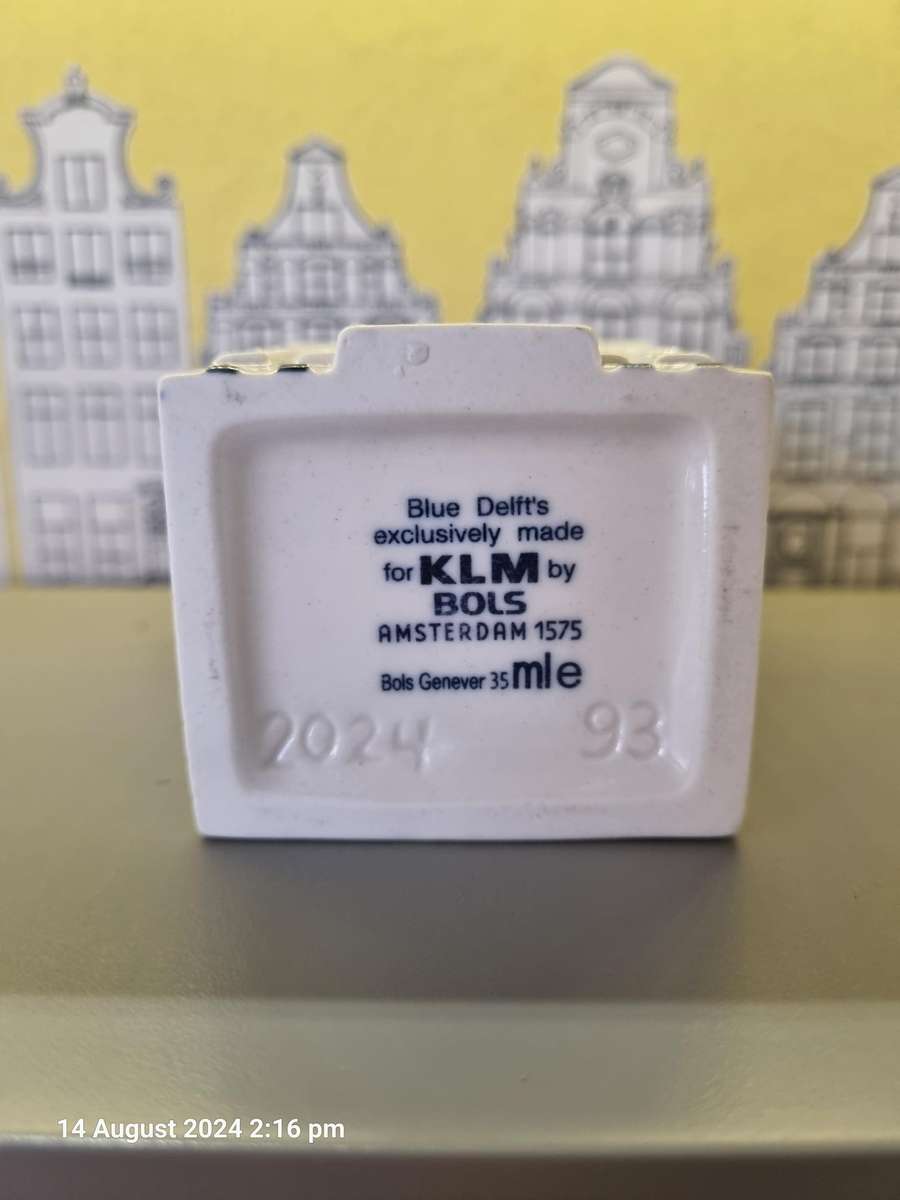 P
Blue Delft's
exclusively made
for KLM by
BOLS
AMSTERDAM 1575
Bols Genever 35 ml e
2024 93
14 August 2024 2:16 pm